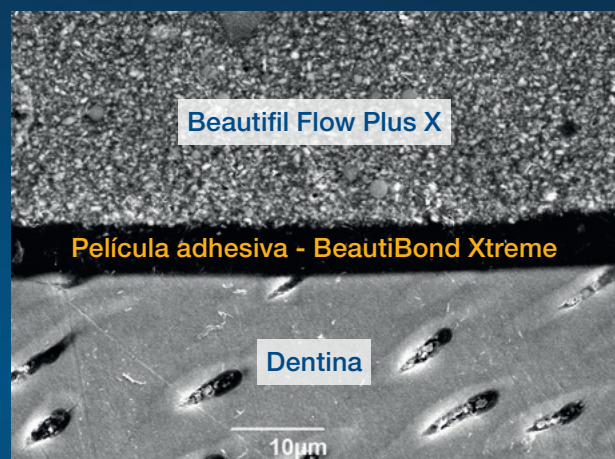 Beautifil Flow Plus X
Película adhesiva - BeautiBond Xtreme
Dentina
10μm